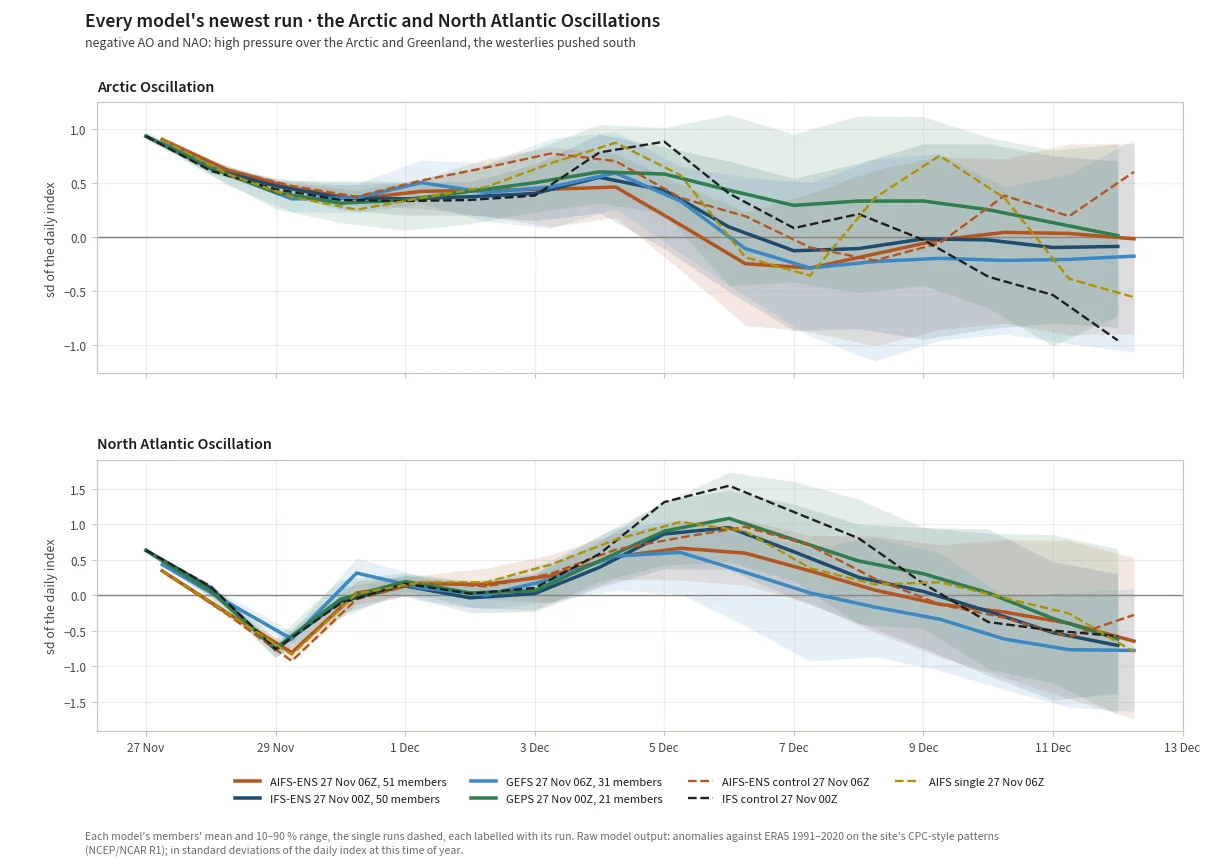 Every model's newest run · the Arctic and North Atlantic Oscillations
negative AO and NAO: high pressure over the Arctic and Greenland, the westerlies pushed south
Arctic Oscillation
sd of the daily index
1.0
0.5
0.0
−0.5
−1.0
North Atlantic Oscillation
sd of the daily index
1.5
1.0
0.5
0.0
−0.5
−1.0
−1.5
27 Nov 29 Nov 1 Dec 3 Dec 5 Dec 7 Dec 9 Dec 11 Dec 13 Dec
AIFS-ENS 27 Nov 06Z, 51 members GEFS 27 Nov 06Z, 31 members AIFS-ENS control 27 Nov 06Z AIFS single 27 Nov 06Z
IFS-ENS 27 Nov 00Z, 50 members GEPS 27 Nov 00Z, 21 members IFS control 27 Nov 00Z
Each model's members' mean and 10–90 % range, the single runs dashed, each labelled with its run. Raw model output: anomalies against ERA5 1991–2020 on the site's CPC-style patterns
(NCEP/NCAR R1); in standard deviations of the daily index at this time of year.